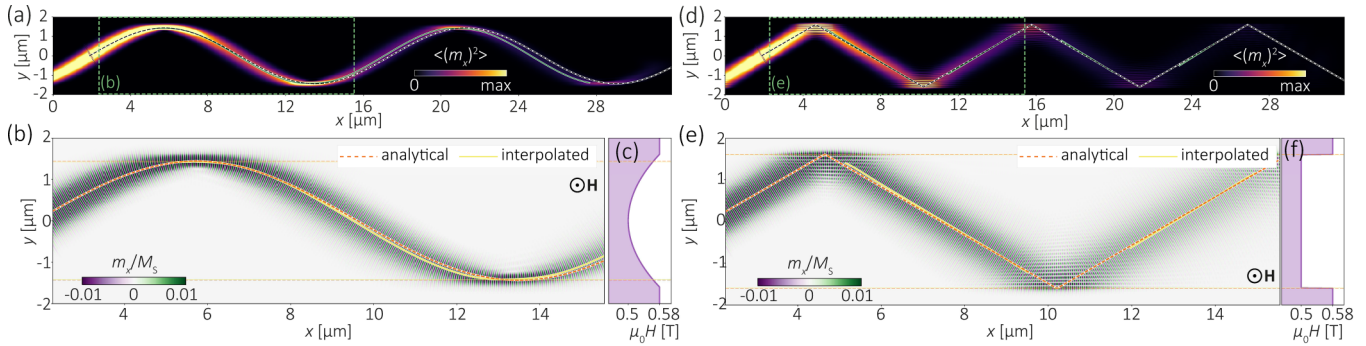 (a)
2
1
0
-1
-2
y [µm]
(b)
<(m_x)²>
0 max
0 4 8 12 16 20 24 28
x [µm]
(d)
2
1
0
-1
-2
y [µm]
(e)
<(m_x)²>
0 max
0 4 8 12 16 20 24 28
x [µm]
(b)
2
1
0
-1
-2
y [µm]
analytical interpolated
⊙H
m_x/M_S
-0.01 0 0.01
4 6 8 10 12 14
x [µm]
(c)
0.5 0.58
µ₀H [T]
(e)
2
1
0
-1
-2
y [µm]
analytical interpolated
⊙H
m_x/M_S
-0.01 0 0.01
4 6 8 10 12 14
x [µm]
(f)
0.5 0.58
µ₀H [T]